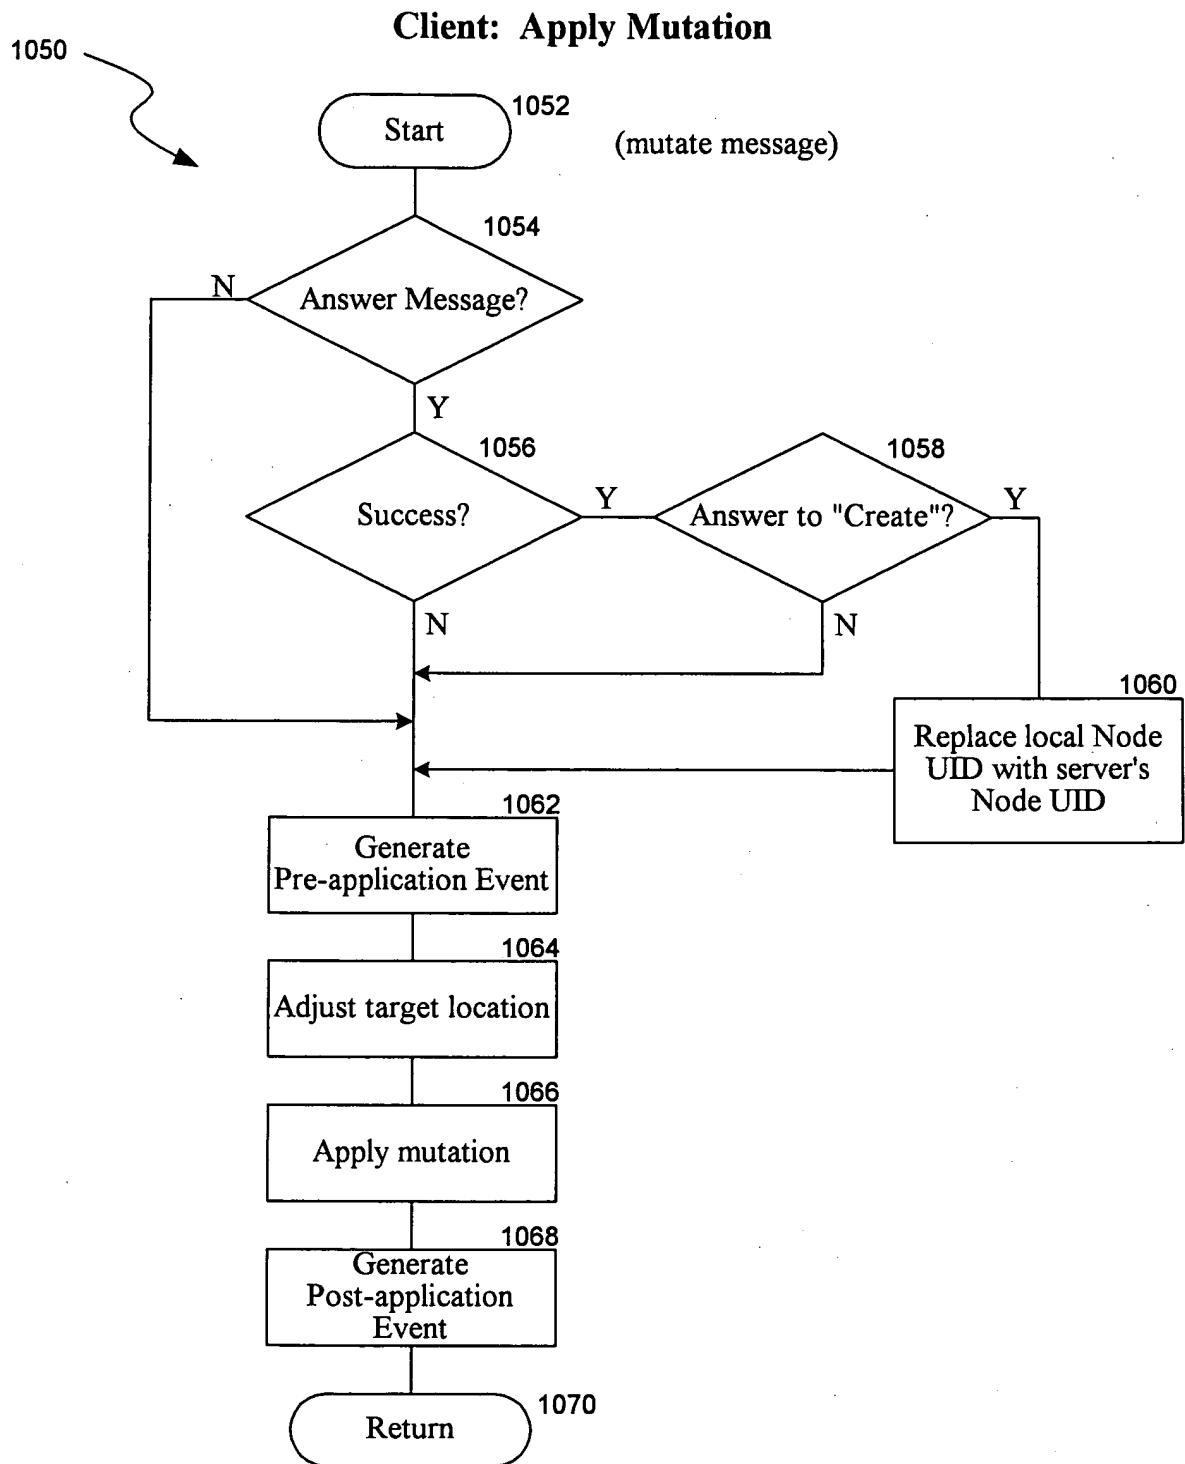 Client: Apply Mutation
1050
1052
Start
(mutate message)
1054
N
Answer Message?
Y
1056
1058
Success?
Y
Answer to "Create"?
Y
N
N
1060
Replace local Node
UID with server's
Node UID
1062
Generate
Pre-application Event
1064
Adjust target location
1066
Apply mutation
1068
Generate
Post-application
Event
1070
Return